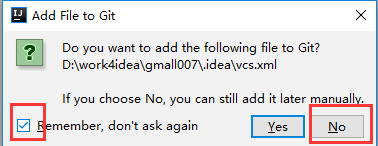 Add File to Git
Do you want to add the following file to Git?
D:\work4idea\gmall007\.idea\vcs.xml
If you choose No, you can still add it later manually.
Remember, don't ask again
Yes
No